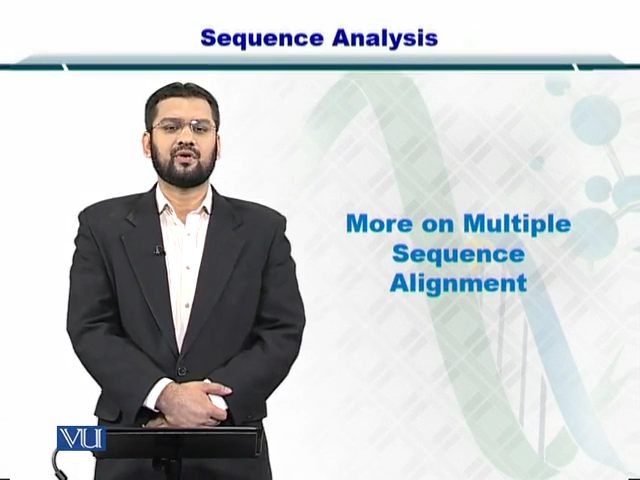 Sequence Analysis
More on Multiple
Sequence
Alignment
VU